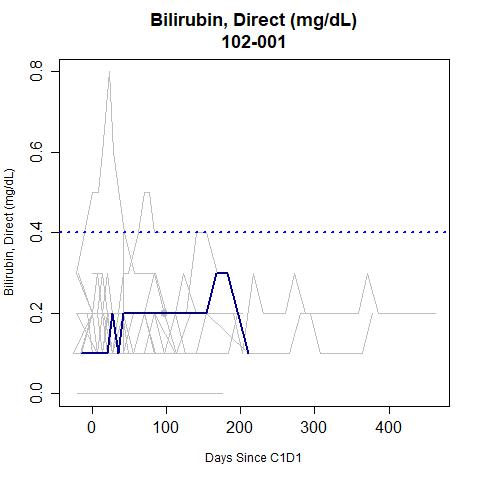 Bilirubin, Direct (mg/dL)
102-001
Bilirubin, Direct (mg/dL)
0.8
0.6
0.4
0.2
0.0
0 100 200 300 400
Days Since C1D1